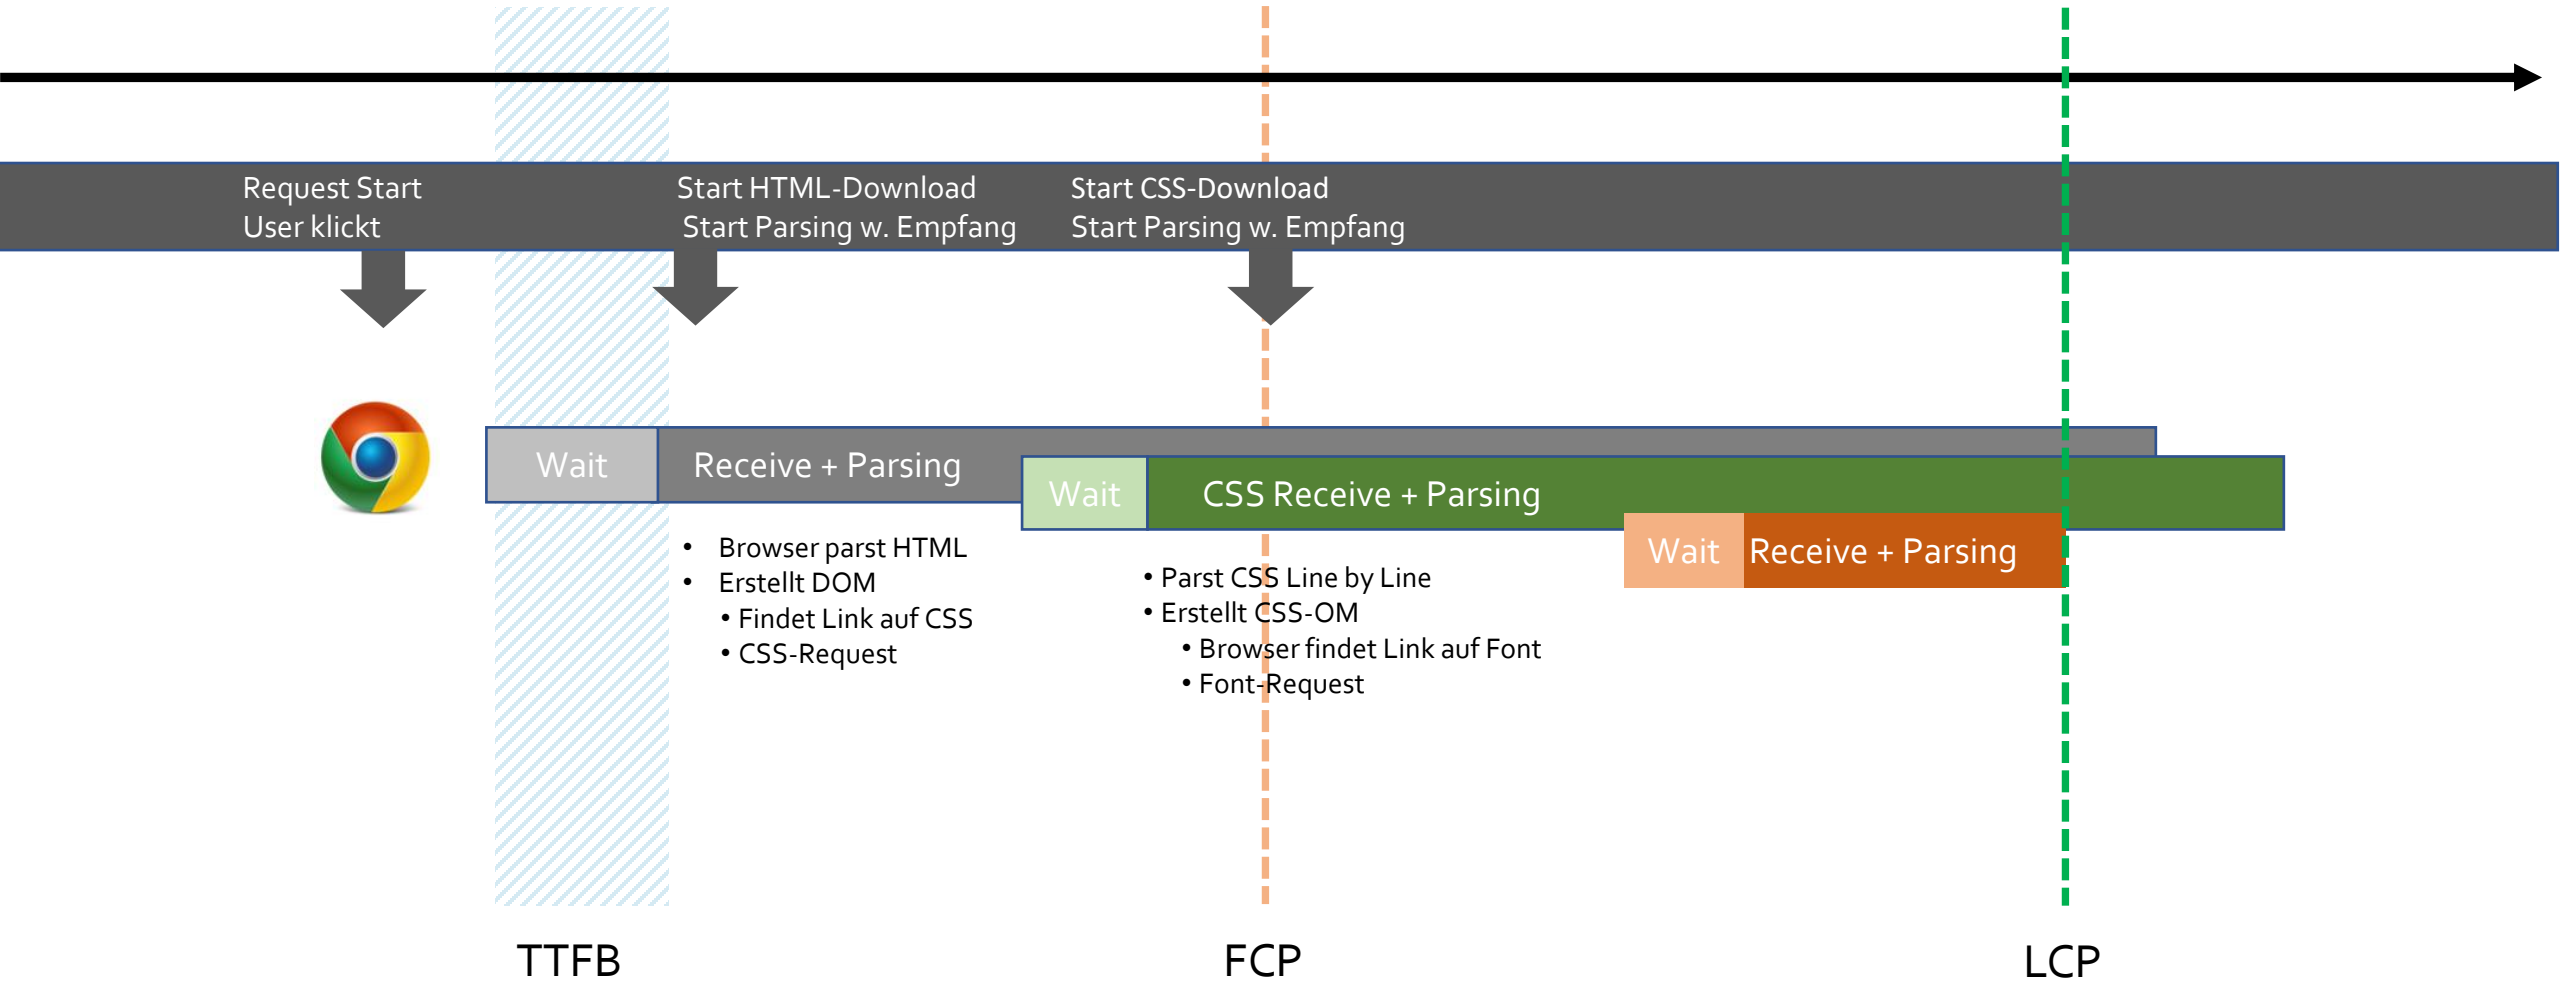 Request Start
User klickt
Start HTML-Download
Start Parsing w. Empfang
Start CSS-Download
Start Parsing w. Empfang
Wait
Receive + Parsing
Wait
CSS Receive + Parsing
Wait
Receive + Parsing
• Browser parst HTML
• Erstellt DOM
• Findet Link auf CSS
• CSS-Request
• Parst CSS Line by Line
• Erstellt CSS-OM
• Browser findet Link auf Font
• Font-Request
TTFB
FCP
LCP